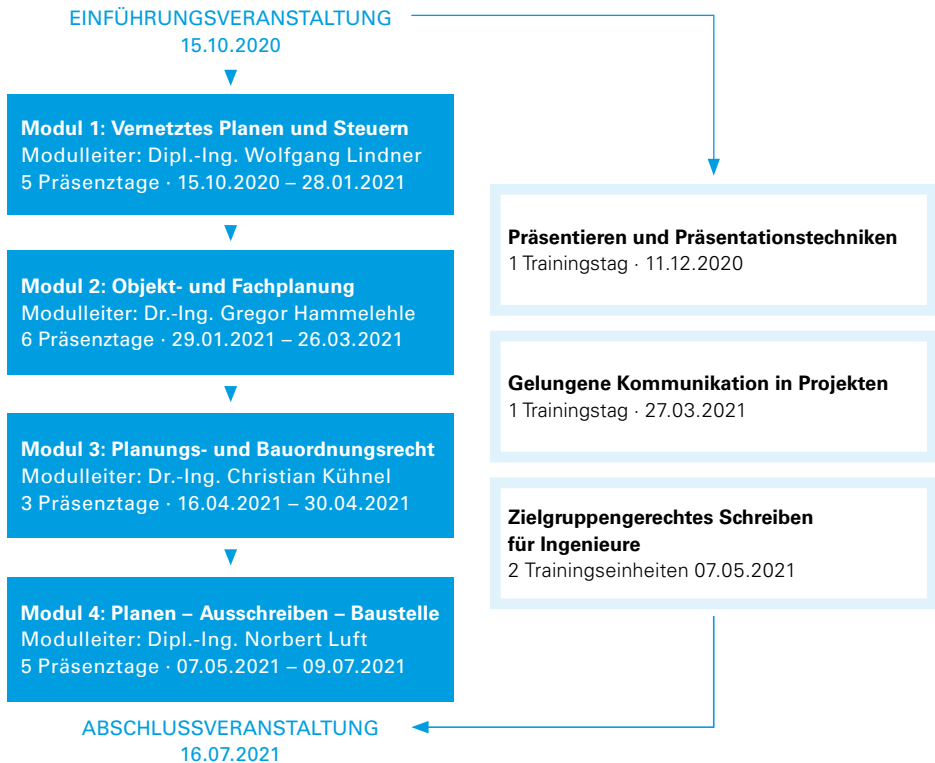 EINFÜHRUNGSVERANSTALTUNG
15.10.2020
Modul 1: Vernetztes Planen und Steuern
Modulleiter: Dipl.-Ing. Wolfgang Lindner
5 Präsenztage · 15.10.2020 – 28.01.2021
Modul 2: Objekt- und Fachplanung
Modulleiter: Dr.-Ing. Gregor Hammelehle
6 Präsenztage · 29.01.2021 – 26.03.2021
Modul 3: Planungs- und Bauordnungsrecht
Modulleiter: Dr.-Ing. Christian Kühnel
3 Präsenztage · 16.04.2021 – 30.04.2021
Modul 4: Planen – Ausschreiben – Baustelle
Modulleiter: Dipl.-Ing. Norbert Luft
5 Präsenztage · 07.05.2021 – 09.07.2021
Präsentieren und Präsentationstechniken
1 Trainingstag · 11.12.2020
Gelungene Kommunikation in Projekten
1 Trainingstag · 27.03.2021
Zielgruppengerechtes Schreiben
für Ingenieure
2 Trainingseinheiten 07.05.2021
ABSCHLUSSVERANSTALTUNG
16.07.2021